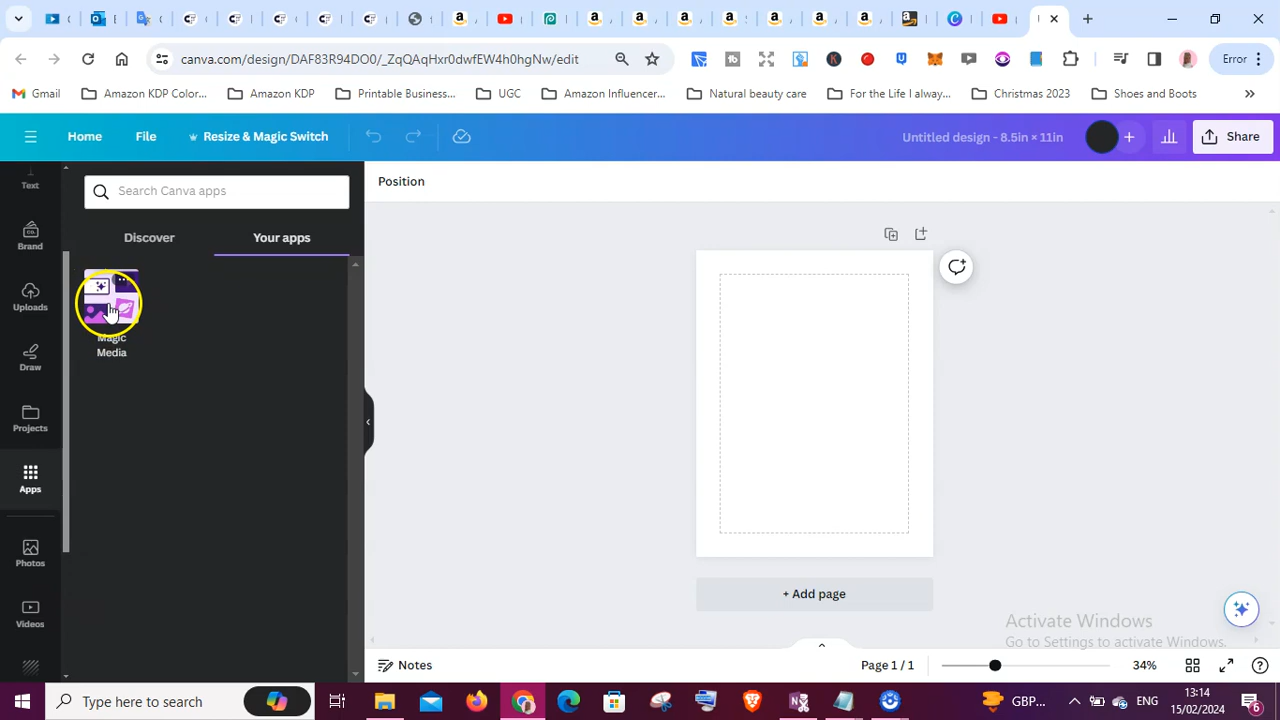 canva.com/design/DAF83R94DO0/_ZqQAqHxr0dwfEW4h0hgNw/edit
Error
Gmail
Amazon KDP Color...
Amazon KDP
Printable Business...
UGC
Amazon Influencer...
Natural beauty care
For the Life I alway...
Christmas 2023
Shoes and Boots
Home
File
Resize & Magic Switch
Untitled design - 8.5in × 11in
Share
Text
Brand
Uploads
Draw
Projects
Apps
Photos
Videos
Search Canva apps
Discover
Your apps
Magic
Media
Position
+ Add page
Activate Windows
Go to Settings to activate Windows.
Notes
Page 1 / 1
34%
Type here to search
GBP...
ENG
13:14
15/02/2024
6